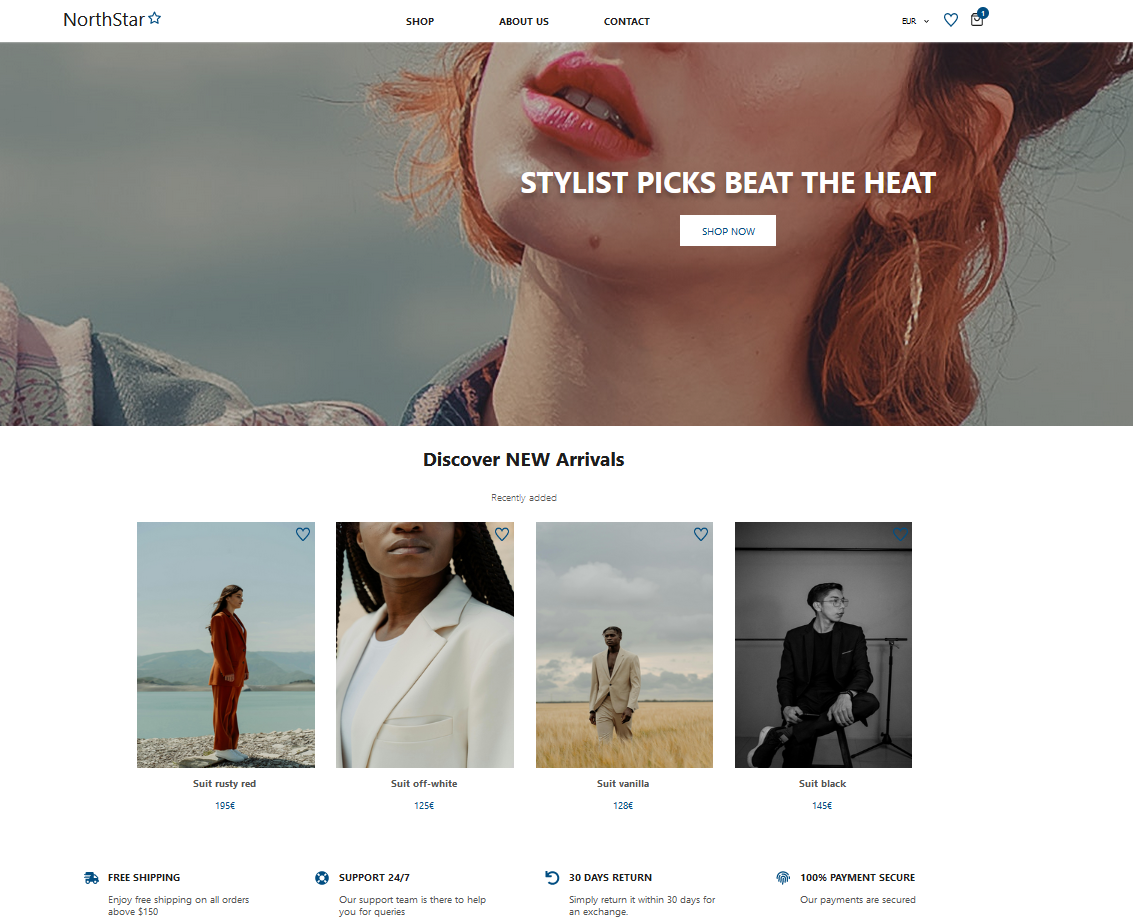 NorthStar
SHOP ABOUT US CONTACT
EUR
1
STYLIST PICKS BEAT THE HEAT
SHOP NOW
Discover NEW Arrivals
Recently added
Suit rusty red Suit off-white Suit vanilla Suit black
195€ 125€ 128€ 145€
FREE SHIPPING
Enjoy free shipping on all orders
above $150
SUPPORT 24/7
Our support team is there to help
you for queries
30 DAYS RETURN
Simply return it within 30 days for
an exchange.
100% PAYMENT SECURE
Our payments are secured